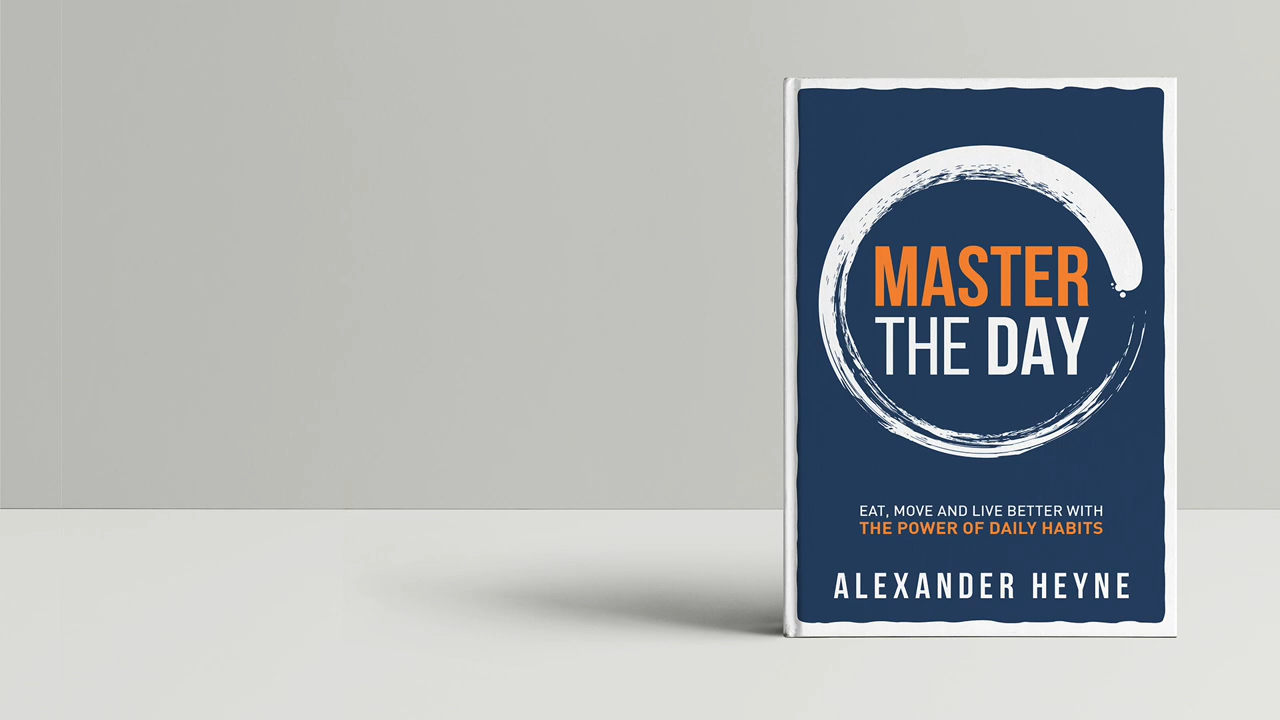 MASTER
THE DAY
EAT, MOVE AND LIVE BETTER WITH
THE POWER OF DAILY HABITS
ALEXANDER HEYNE